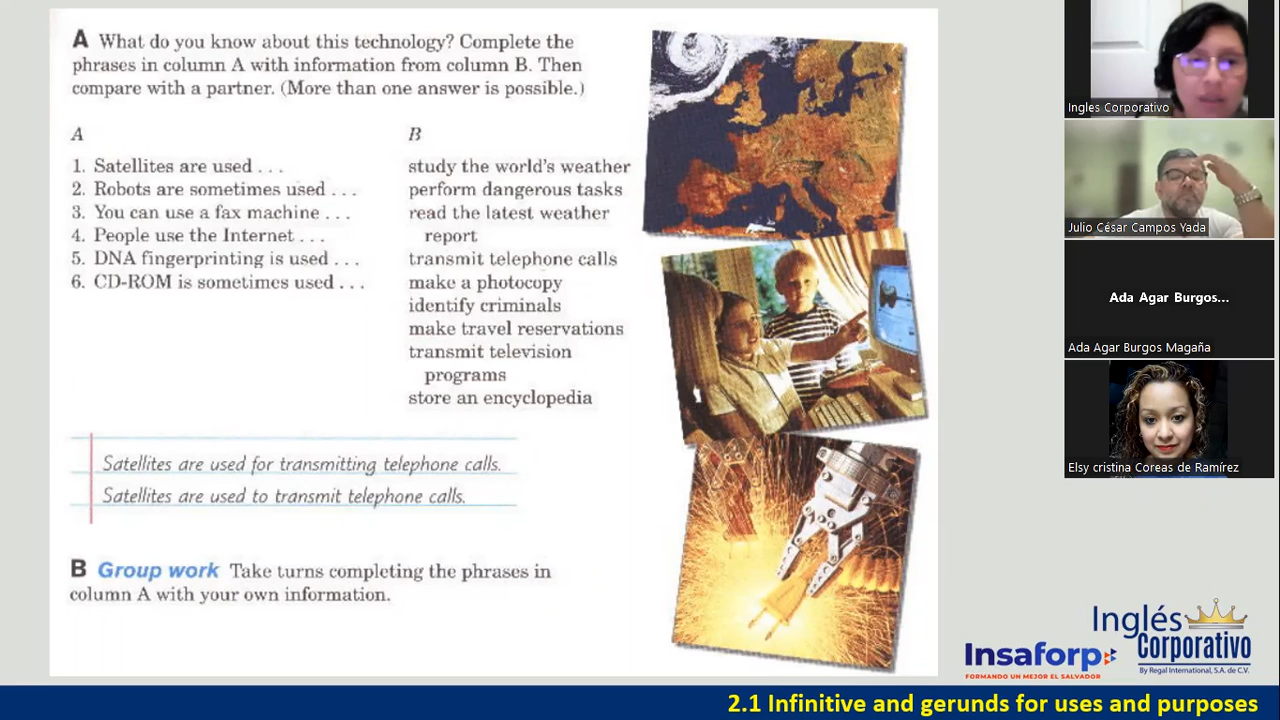 A What do you know about this technology? Complete the
phrases in column A with information from column B. Then
compare with a partner. (More than one answer is possible.)
A
1. Satellites are used . . .
2. Robots are sometimes used . . .
3. You can use a fax machine . . .
4. People use the Internet . . .
5. DNA fingerprinting is used . . .
6. CD-ROM is sometimes used . . .
B
study the world's weather
perform dangerous tasks
read the latest weather
report
transmit telephone calls
make a photocopy
identify criminals
make travel reservations
transmit television
programs
store an encyclopedia
Satellites are used for transmitting telephone calls.
Satellites are used to transmit telephone calls.
B Group work Take turns completing the phrases in
column A with your own information.
Ingles Corporativo
Julio César Campos Yada
Ada Agar Burgos...
Ada Agar Burgos Magaña
Elsy cristina Coreas de Ramírez
Insaforp
FORMANDO UN MEJOR EL SALVADOR
Inglés
Corporativo
By Regal International, S.A. de C.V.
2.1 Infinitive and gerunds for uses and purposes